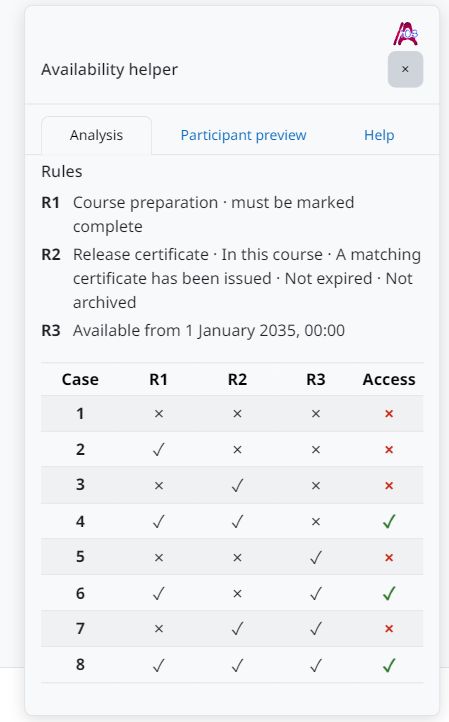 Availability helper
×
Analysis Participant preview Help
Rules
R1 Course preparation · must be marked
complete
R2 Release certificate · In this course · A matching
certificate has been issued · Not expired · Not
archived
R3 Available from 1 January 2035, 00:00
Case R1 R2 R3 Access
1 × × × ×
2 ✓ × × ×
3 × ✓ × ×
4 ✓ ✓ × ✓
5 × × ✓ ×
6 ✓ × ✓ ✓
7 × ✓ ✓ ×
8 ✓ ✓ ✓ ✓